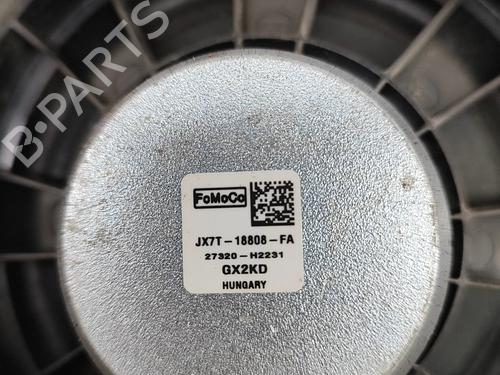 B-PARTS
FoMoCo
JX7T-18808-FA
27320-H2231
GX2KD
HUNGARY